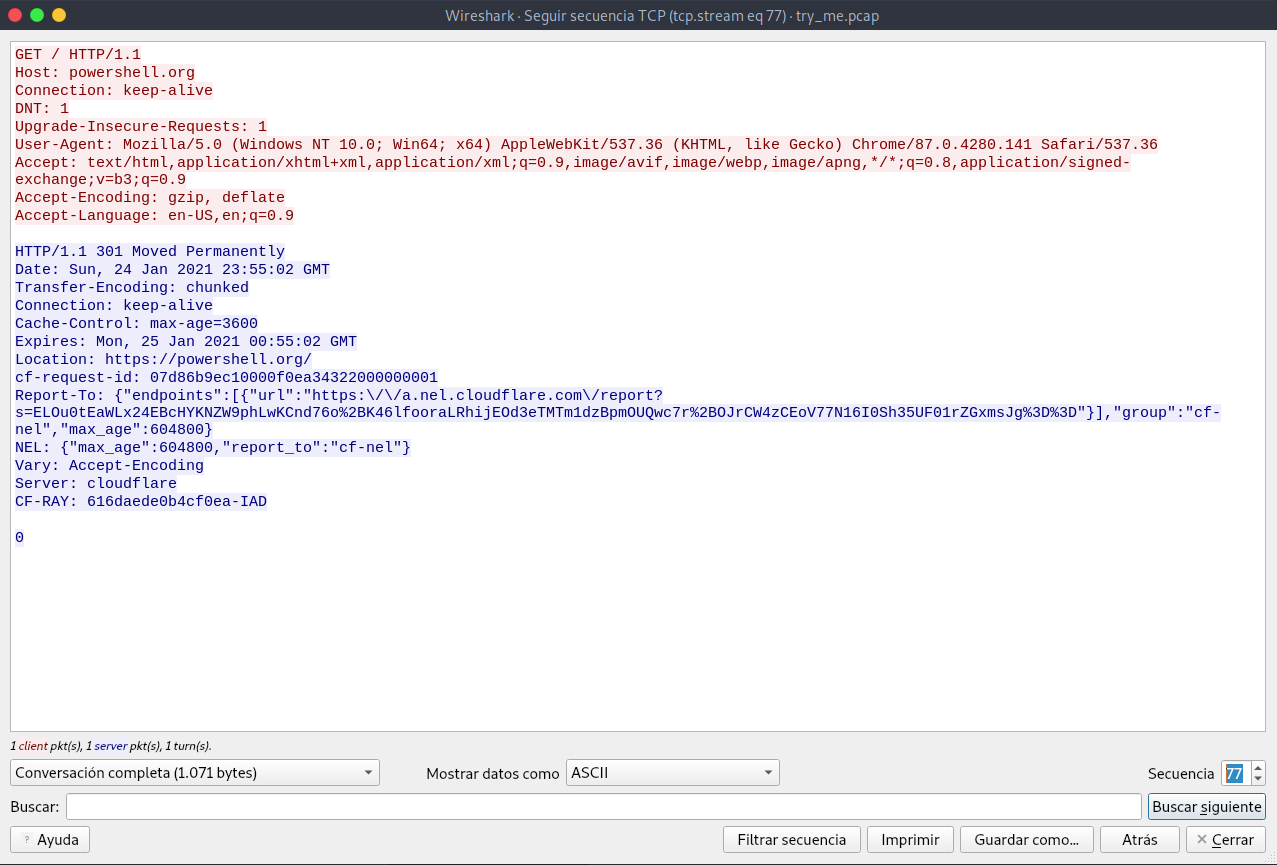 Wireshark · Seguir secuencia TCP (tcp.stream eq 77) · try_me.pcap
GET / HTTP/1.1
Host: powershell.org
Connection: keep-alive
DNT: 1
Upgrade-Insecure-Requests: 1
User-Agent: Mozilla/5.0 (Windows NT 10.0; Win64; x64) AppleWebKit/537.36 (KHTML, like Gecko) Chrome/87.0.4280.141 Safari/537.36
Accept: text/html,application/xhtml+xml,application/xml;q=0.9,image/avif,image/webp,image/apng,*/*;q=0.8,application/signed-
exchange;v=b3;q=0.9
Accept-Encoding: gzip, deflate
Accept-Language: en-US,en;q=0.9
HTTP/1.1 301 Moved Permanently
Date: Sun, 24 Jan 2021 23:55:02 GMT
Transfer-Encoding: chunked
Connection: keep-alive
Cache-Control: max-age=3600
Expires: Mon, 25 Jan 2021 00:55:02 GMT
Location: https://powershell.org/
cf-request-id: 07d86b9ec10000f0ea34322000000001
Report-To: {"endpoints":[{"url":"https:\/\/a.nel.cloudflare.com\/report?
s=ELOu0tEaWLx24EBcHYKNZW9phLwKCnd76o%2BK46lfooraLRhijEOd3eTMTm1dzBpmOUQwc7r%2BOJrCW4zCEoV77N16I0Sh35UF01rZGxmsJg%3D%3D"}],"group":"cf-
nel","max_age":604800}
NEL: {"max_age":604800,"report_to":"cf-nel"}
Vary: Accept-Encoding
Server: cloudflare
CF-RAY: 616daede0b4cf0ea-IAD
0
1 client pkt(s), 1 server pkt(s), 1 turn(s).
Conversación completa (1.071 bytes) Mostrar datos como ASCII Secuencia 77
Buscar: Buscar siguiente
? Ayuda Filtrar secuencia Imprimir Guardar como… Atrás Cerrar